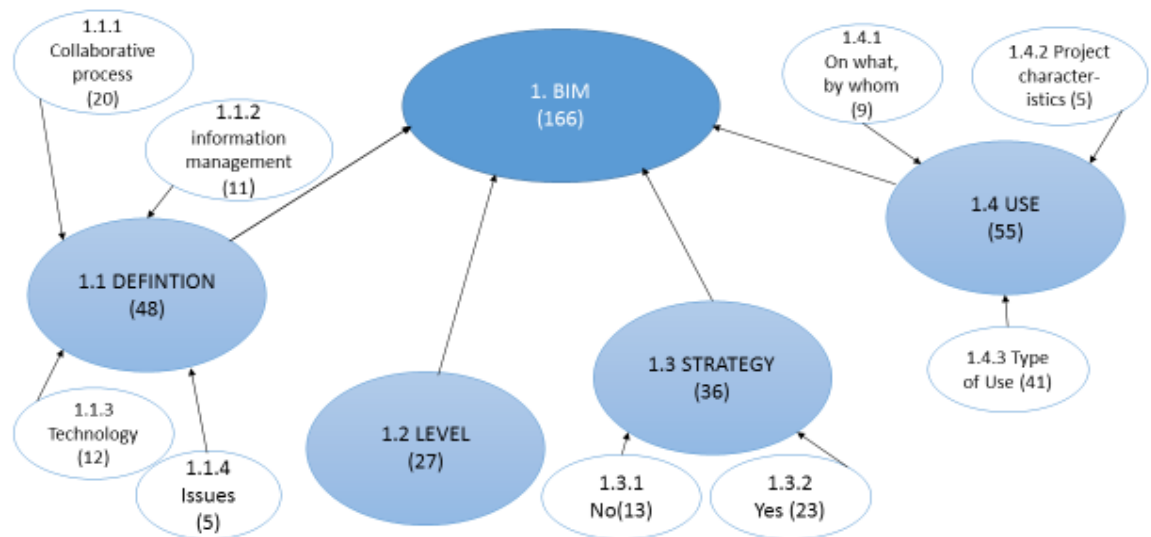 1.1.1
Collaborative
process
(20)
1.1.2
information
management
(11)
1. BIM
(166)
1.4.1
On what,
by whom
(9)
1.4.2 Project
character-
istics (5)
1.4 USE
(55)
1.1 DEFINTION
(48)
1.4.3 Type
of Use (41)
1.3 STRATEGY
(36)
1.2 LEVEL
(27)
1.1.3
Technology
(12)
1.1.4
Issues
(5)
1.3.1
No(13)
1.3.2
Yes (23)